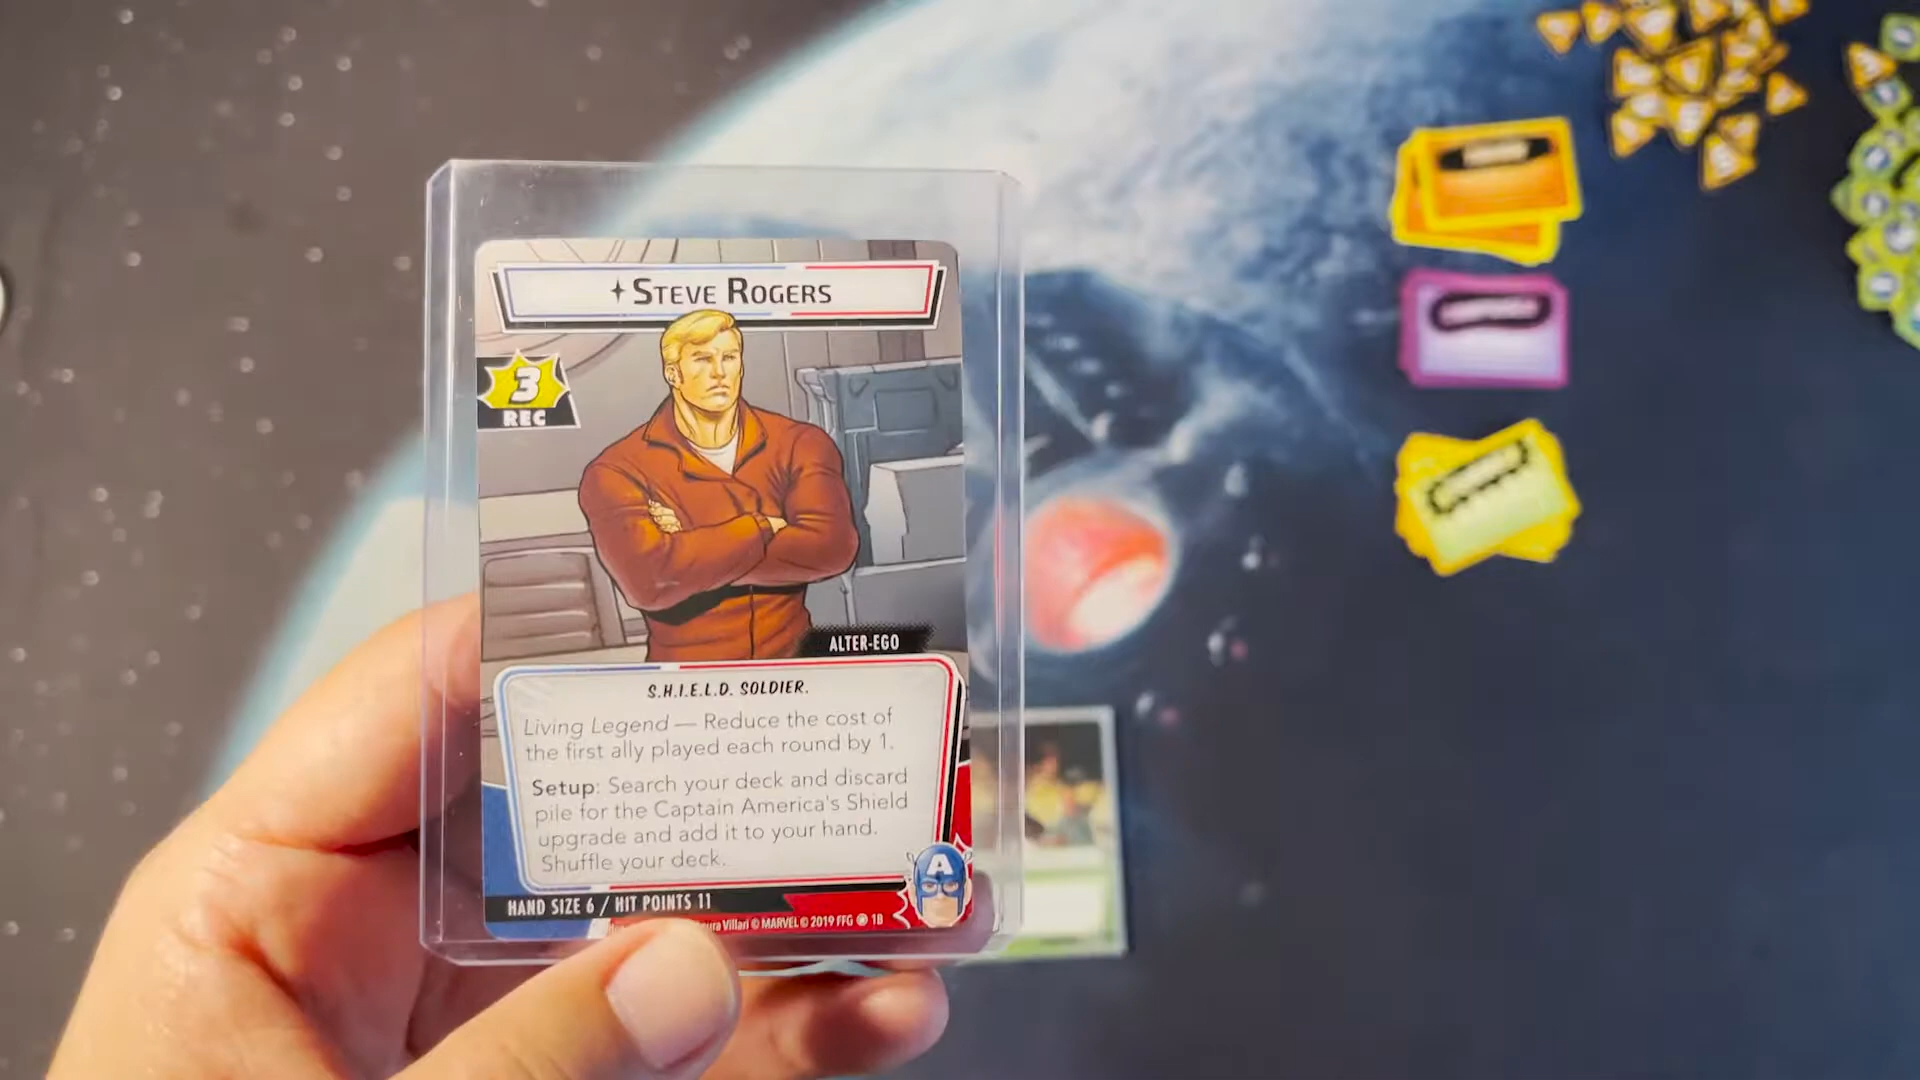 STEVE ROGERS
3
REC
ALTER-EGO
S.H.I.E.L.D. SOLDIER.
Living Legend — Reduce the cost of
the first ally played each round by 1.
Setup: Search your deck and discard
pile for the Captain America's Shield
upgrade and add it to your hand.
Shuffle your deck.
A
HAND SIZE 6 / HIT POINTS 11
Villari © MARVEL © 2019 FFG 1B